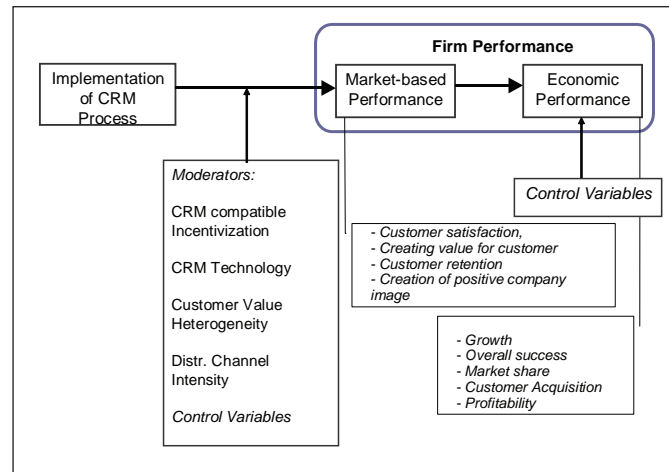 Firm Performance
Implementation
of CRM
Process
Market-based
Performance
Economic
Performance
Moderators:
CRM compatible
Incentivization
CRM Technology
Customer Value
Heterogeneity
Distr. Channel
Intensity
Control Variables
Control Variables
- Customer satisfaction,
- Creating value for customer
- Customer retention
- Creation of positive company
image
- Growth
- Overall success
- Market share
- Customer Acquisition
- Profitability